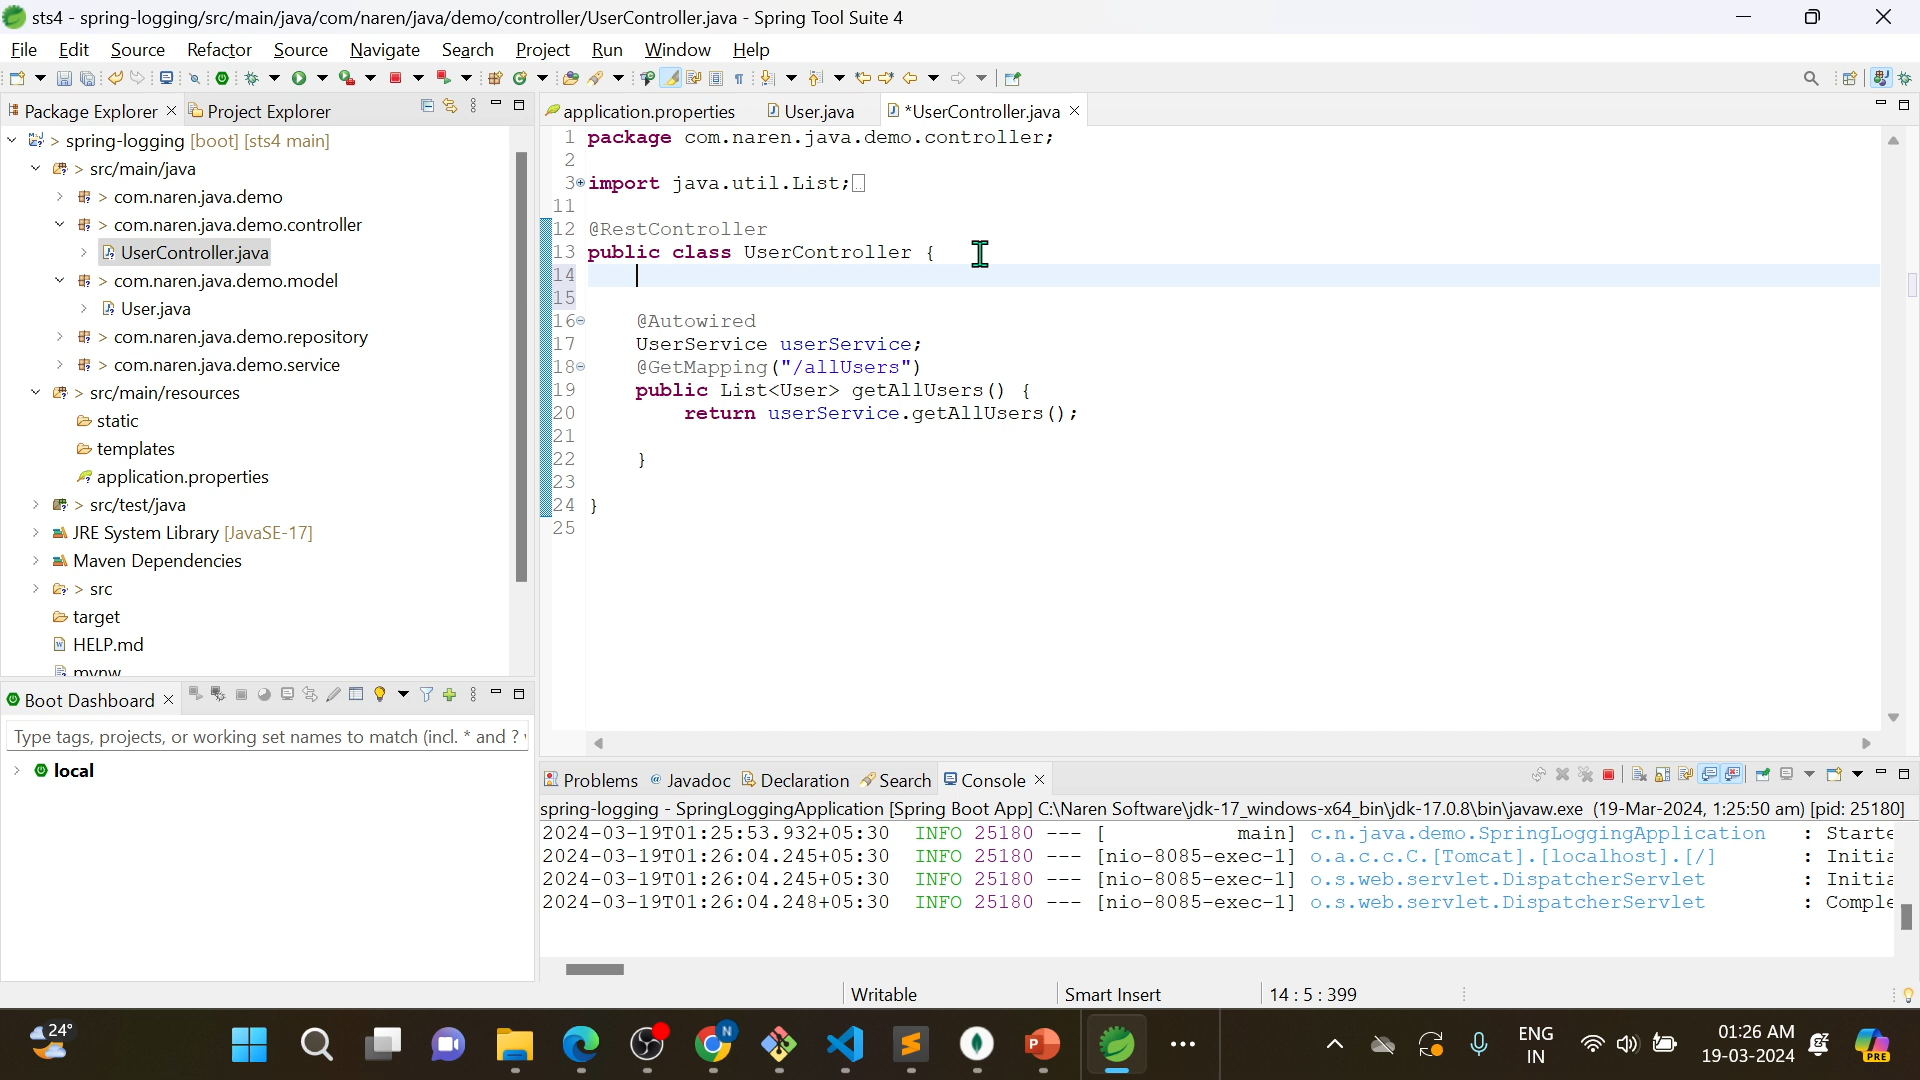 sts4 - spring-logging/src/main/java/com/naren/java/demo/controller/UserController.java - Spring Tool Suite 4
File Edit Source Refactor Source Navigate Search Project Run Window Help
Package Explorer Project Explorer
> spring-logging [boot] [sts4 main]
> src/main/java
> com.naren.java.demo
> com.naren.java.demo.controller
UserController.java
> com.naren.java.demo.model
User.java
> com.naren.java.demo.repository
> com.naren.java.demo.service
> src/main/resources
static
templates
application.properties
> src/test/java
JRE System Library [JavaSE-17]
Maven Dependencies
> src
target
HELP.md
mvnw
application.properties User.java *UserController.java
1 package com.naren.java.demo.controller;
2
3 import java.util.List;
11
12 @RestController
13 public class UserController {
14
15
16 @Autowired
17 UserService userService;
18 @GetMapping("/allUsers")
19 public List<User> getAllUsers() {
20 return userService.getAllUsers();
21
22 }
23
24 }
25
Boot Dashboard
Type tags, projects, or working set names to match (incl. * and ?
local
Problems @ Javadoc Declaration Search Console
spring-logging - SpringLoggingApplication [Spring Boot App] C:\Naren Software\jdk-17_windows-x64_bin\jdk-17.0.8\bin\javaw.exe (19-Mar-2024, 1:25:50 am) [pid: 25180]
2024-03-19T01:25:53.932+05:30 INFO 25180 --- [ main] c.n.java.demo.SpringLoggingApplication : Starte
2024-03-19T01:26:04.245+05:30 INFO 25180 --- [nio-8085-exec-1] o.a.c.c.C.[Tomcat].[localhost].[/] : Initia
2024-03-19T01:26:04.245+05:30 INFO 25180 --- [nio-8085-exec-1] o.s.web.servlet.DispatcherServlet : Initia
2024-03-19T01:26:04.248+05:30 INFO 25180 --- [nio-8085-exec-1] o.s.web.servlet.DispatcherServlet : Comple
Writable Smart Insert 14 : 5 : 399
24°
ENG
IN
01:26 AM
19-03-2024
PRE